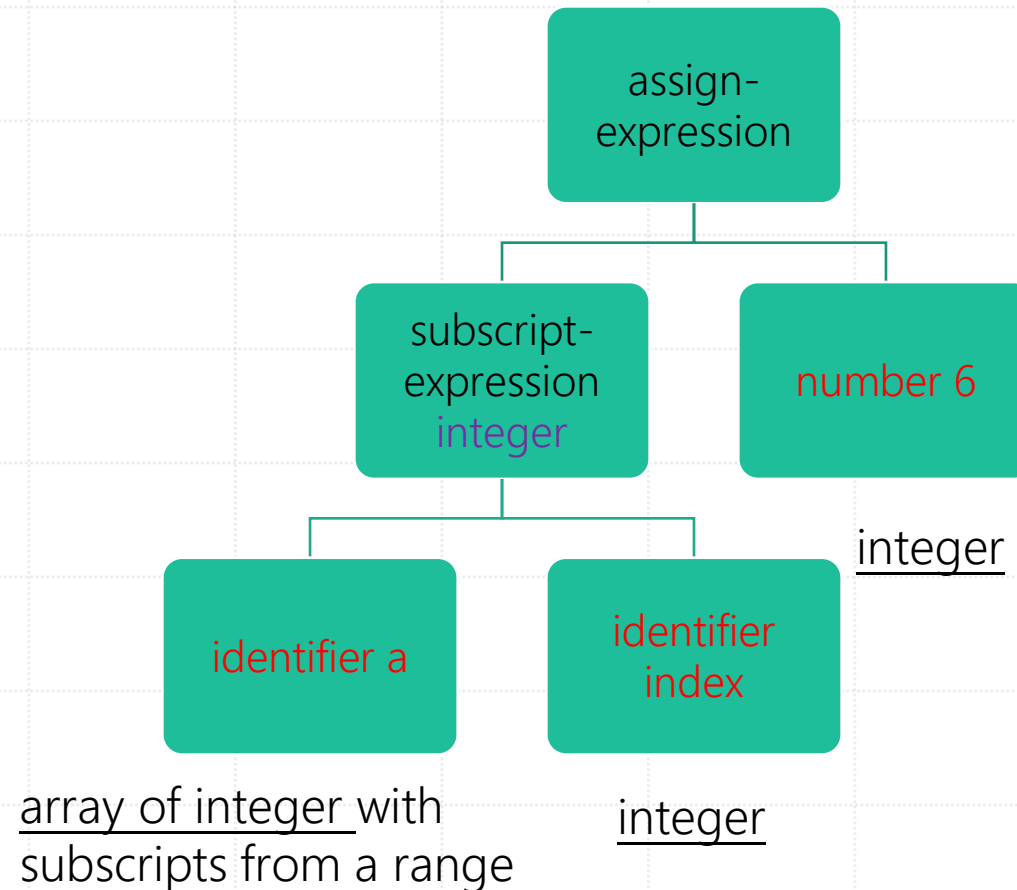 assign-
expression
subscript-
expression
integer
number 6
integer
identifier a
identifier
index
array of integer with
subscripts from a range
integer